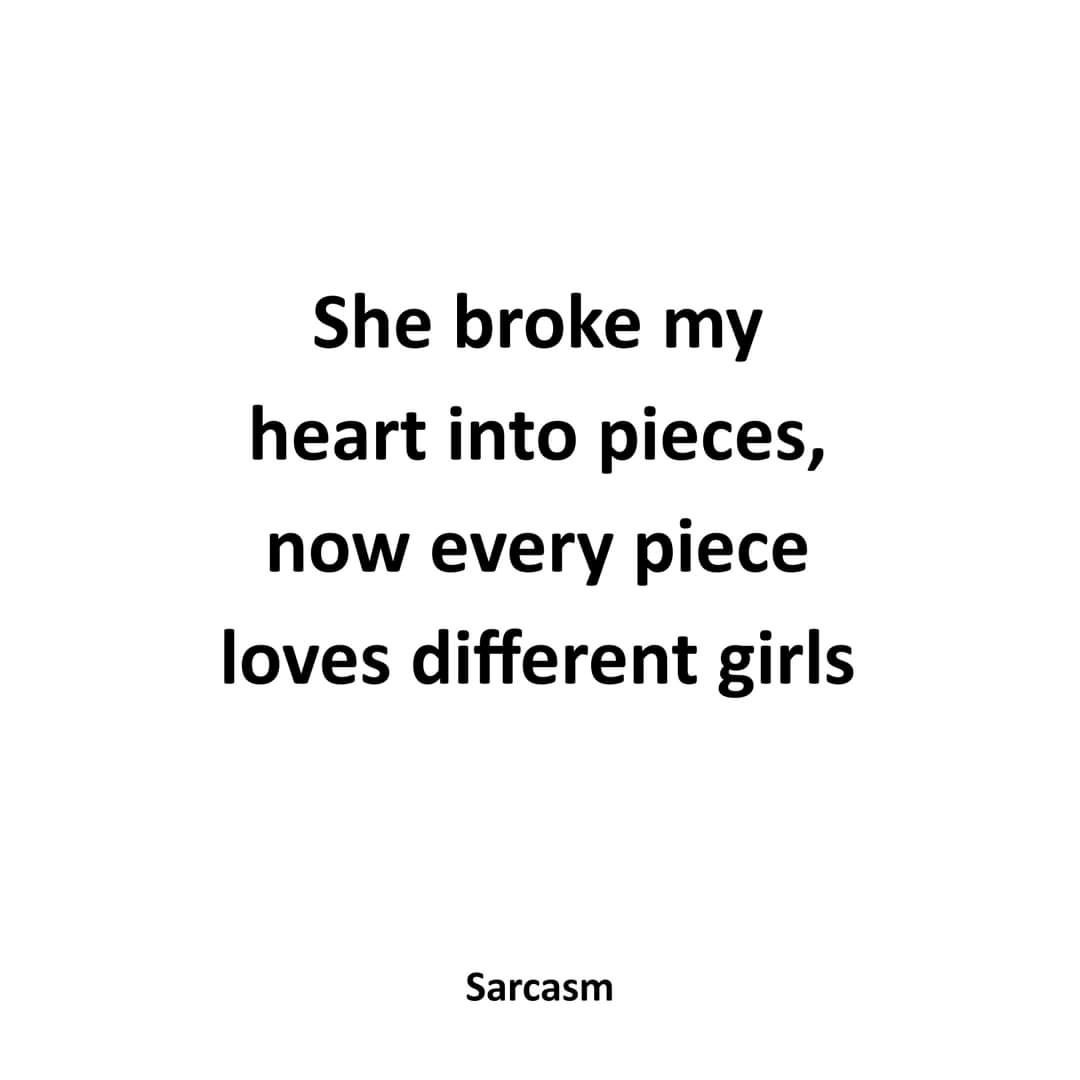 She broke my
heart into pieces,
now every piece
loves different girls
Sarcasm